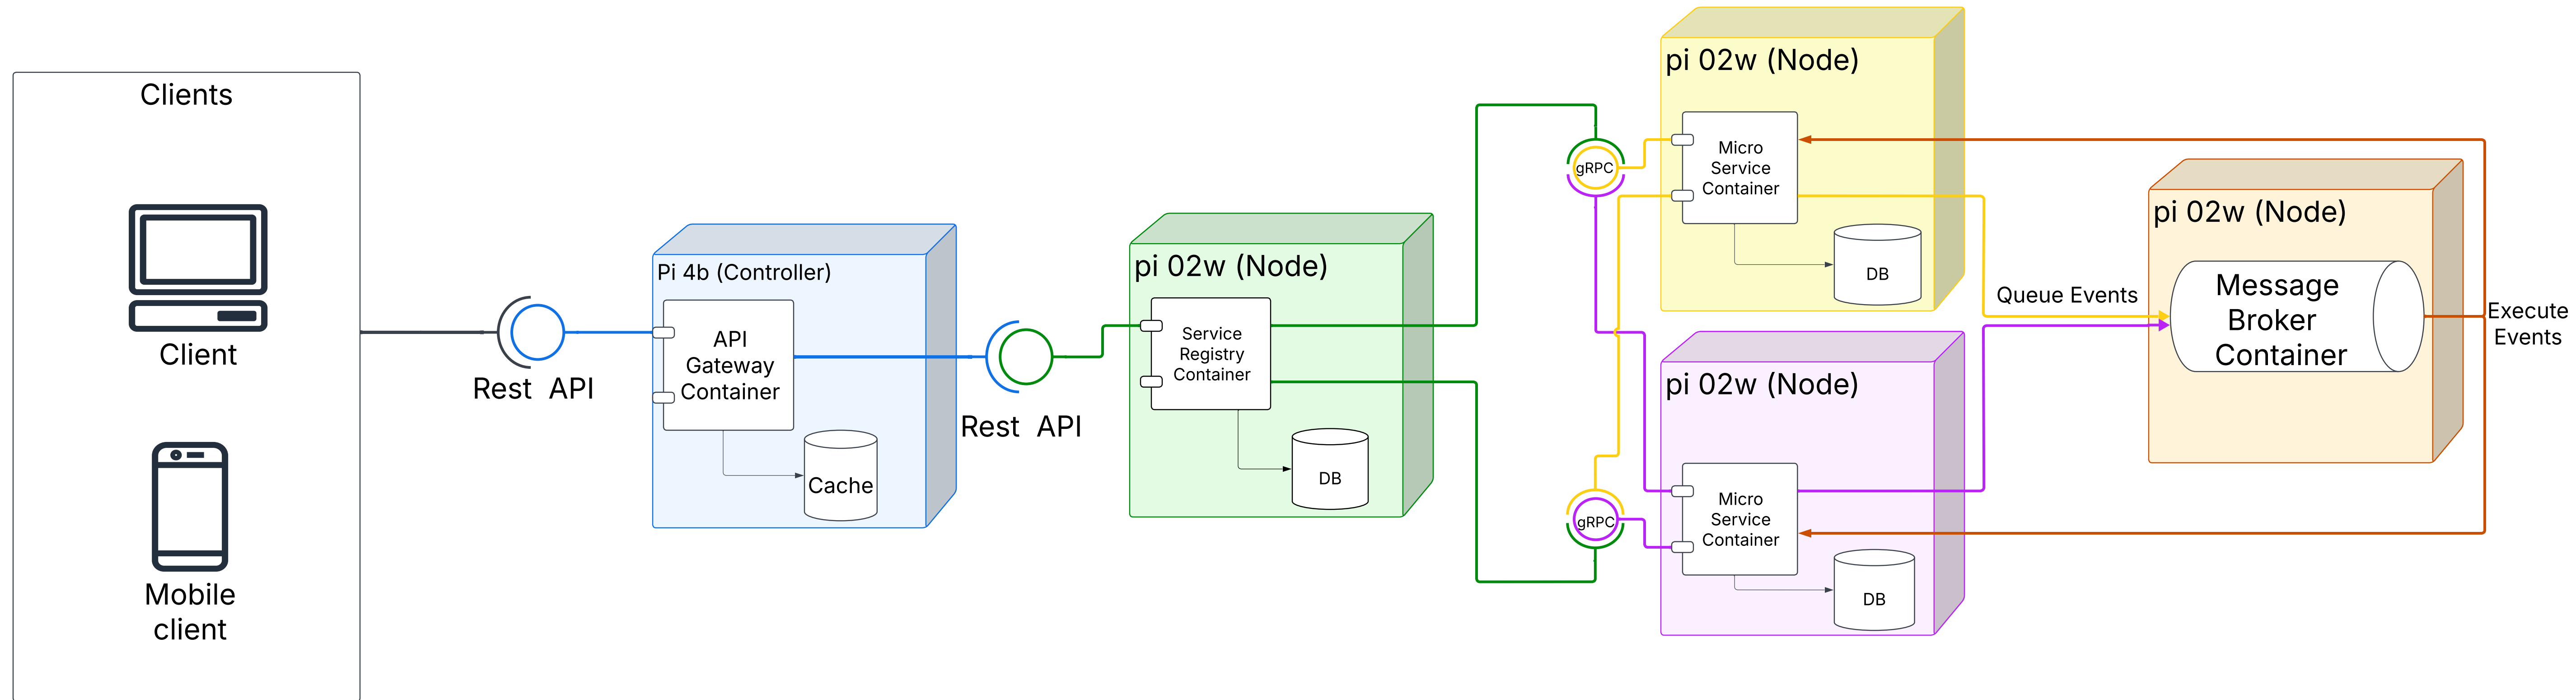 Clients
Client
Mobile
client
Rest API
Pi 4b (Controller)
API
Gateway
Container
Cache
Rest API
pi 02w (Node)
Service
Registry
Container
DB
gRPC
gRPC
pi 02w (Node)
Micro
Service
Container
DB
pi 02w (Node)
Micro
Service
Container
DB
Queue Events
pi 02w (Node)
Message
Broker
Container
Execute
Events